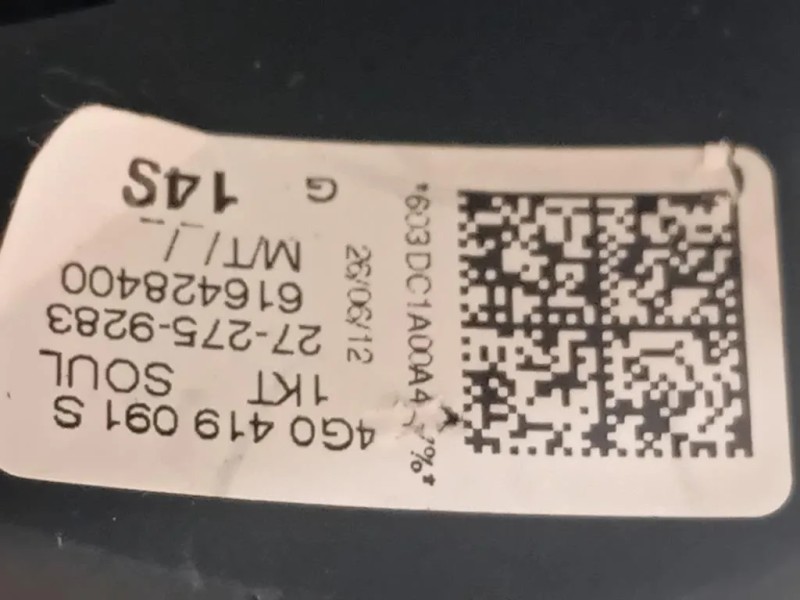 4G0 419 091 S
1KT SOUL
27-275-9283
616428400
M/T/_/_
G 14S
26/06/12
*603DC1A00A4
%*